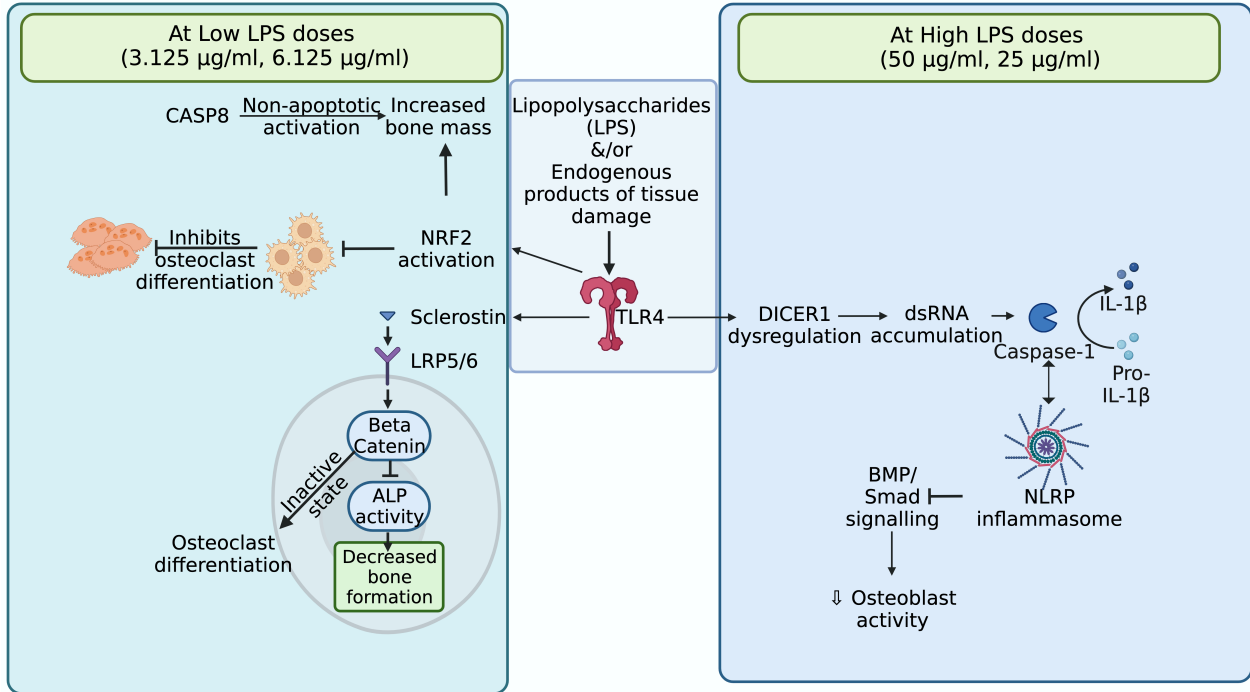 At Low LPS doses
(3.125 µg/ml, 6.125 µg/ml)
CASP8
Non-apoptotic
activation
Increased
bone mass
Inhibits
osteoclast
differentiation
NRF2
activation
Sclerostin
LRP5/6
Beta
Catenin
Inactive
state
ALP
activity
Osteoclast
differentiation
Decreased
bone
formation
Lipopolysaccharides
(LPS)
&/or
Endogenous
products of tissue
damage
TLR4
At High LPS doses
(50 µg/ml, 25 µg/ml)
DICER1
dysregulation
dsRNA
accumulation
Caspase-1
IL-1β
Pro-
IL-1β
NLRP
inflammasome
BMP/
Smad
signalling
⇩ Osteoblast
activity